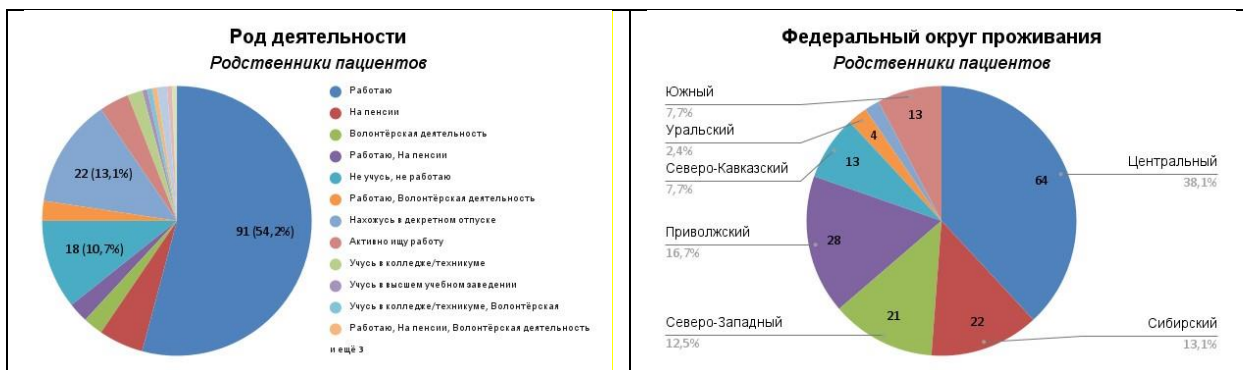 Род деятельности
Родственники пациентов
22 (13,1%)
18 (10,7%)
91 (54,2%)
Работаю
На пенсии
Волонтёрская деятельность
Работаю, На пенсии
Не учусь, не работаю
Работаю, Волонтёрская деятельность
Нахожусь в декретном отпуске
Активно ищу работу
Учусь в колледже/техникуме
Учусь в высшем учебном заведении
Учусь в колледже/техникуме, Волонтёрская
Работаю, На пенсии, Волонтёрская деятельность
и ещё 3
Федеральный округ проживания
Родственники пациентов
Южный
7,7%
Уральский
2,4%
Северо-Кавказский
7,7%
Приволжский
16,7%
Северо-Западный
12,5%
13
4
13
28
21
22
64
Центральный
38,1%
Сибирский
13,1%